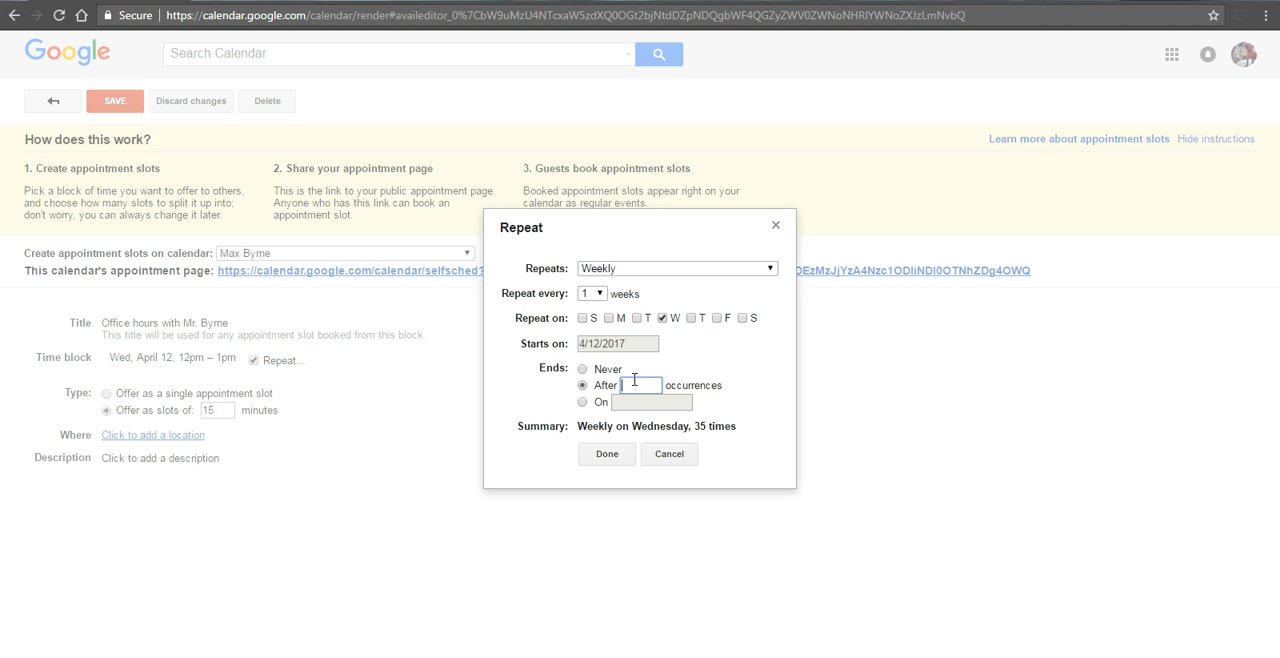 Secure | https://calendar.google.com/calendar/render#availeditor_0%7CbW9uMzU4NTcxaW5zdXQ0OGt2bjNtdDZpNDQgbWF4QGZyZWV0ZWNoNHRlYWNoZXJzLmNvbQ
Google
Search Calendar
SAVE Discard changes Delete
How does this work?
Learn more about appointment slots Hide instructions
1. Create appointment slots
Pick a block of time you want to offer to others,
and choose how many slots to split it up into;
don't worry, you can always change it later.
2. Share your appointment page
This is the link to your public appointment page.
Anyone who has this link can book an
appointment slot.
3. Guests book appointment slots
Booked appointment slots appear right on your
calendar as regular events.
Create appointment slots on calendar: Max Byrne
This calendar's appointment page: https://calendar.google.com/calendar/selfsched?
Title Office hours with Mr. Byrne
This title will be used for any appointment slot booked from this block.
Time block Wed, April 12, 12pm – 1pm Repeat...
Type: Offer as a single appointment slot
Offer as slots of: 15 minutes
Where Click to add a location
Description Click to add a description
Repeat
Repeats: Weekly
Repeat every: 1 weeks
Repeat on: S M T W T F S
Starts on: 4/12/2017
Ends: Never
After occurrences
On
Summary: Weekly on Wednesday, 35 times
Done Cancel